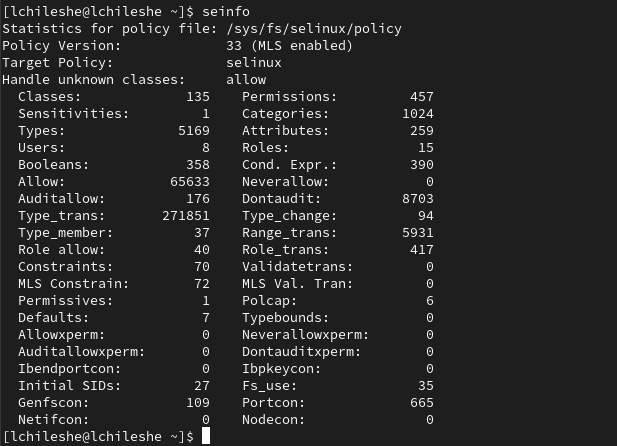 [lchileshe@lchileshe ~]$ seinfo
Statistics for policy file: /sys/fs/selinux/policy
Policy Version:             33 (MLS enabled)
Target Policy:              selinux
Handle unknown classes:     allow
  Classes:             135    Permissions:         457
  Sensitivities:         1    Categories:         1024
  Types:              5169    Attributes:          259
  Users:                 8    Roles:                15
  Booleans:            358    Cond. Expr.:         390
  Allow:             65633    Neverallow:            0
  Auditallow:          176    Dontaudit:          8703
  Type_trans:       271851    Type_change:          94
  Type_member:          37    Range_trans:        5931
  Role allow:           40    Role_trans:          417
  Constraints:          70    Validatetrans:         0
  MLS Constrain:        72    MLS Val. Tran:         0
  Permissives:           1    Polcap:                6
  Defaults:              7    Typebounds:            0
  Allowxperm:            0    Neverallowxperm:       0
  Auditallowxperm:       0    Dontauditxperm:        0
  Ibendportcon:          0    Ibpkeycon:             0
  Initial SIDs:         27    Fs_use:               35
  Genfscon:            109    Portcon:             665
  Netifcon:              0    Nodecon:               0
[lchileshe@lchileshe ~]$